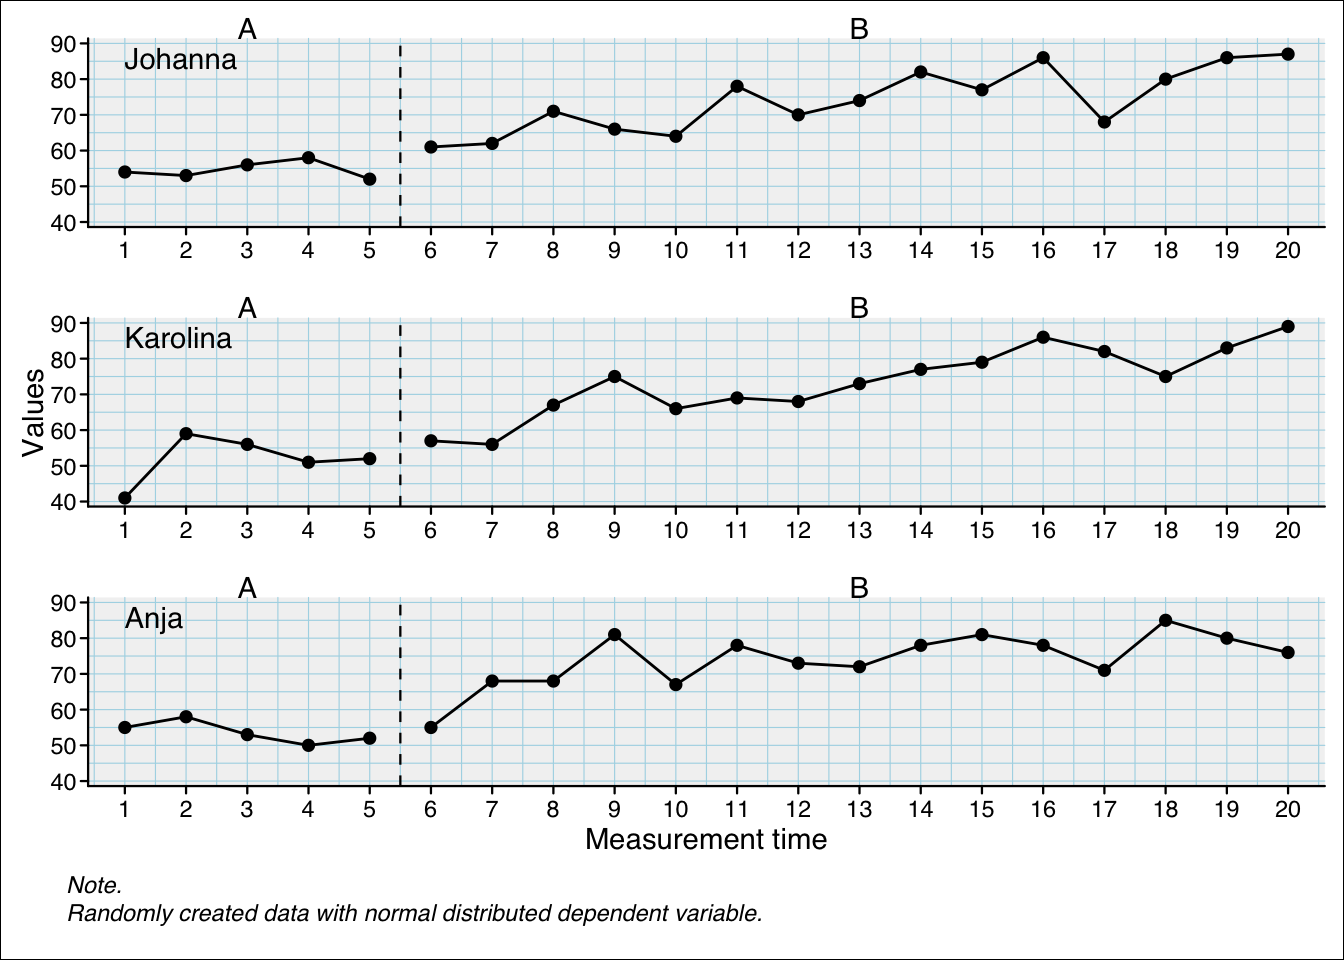 A B
90
Johanna
80
70
60
50
40
1 2 3 4 5 6 7 8 9 10 11 12 13 14 15 16 17 18 19 20
A B
90
Karolina
80
70
60
50
40
Values
1 2 3 4 5 6 7 8 9 10 11 12 13 14 15 16 17 18 19 20
A B
90
Anja
80
70
60
50
40
1 2 3 4 5 6 7 8 9 10 11 12 13 14 15 16 17 18 19 20
Measurement time
Note.
Randomly created data with normal distributed dependent variable.